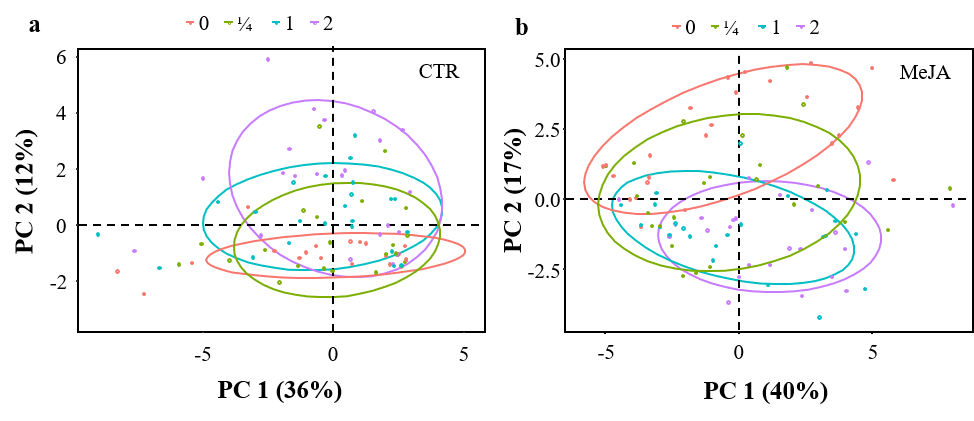 a
0 ¼ 1 2
CTR
6
4
2
0
-2
PC 2 (12%)
-5 0 5
PC 1 (36%)
b
0 ¼ 1 2
MeJA
5.0
2.5
0.0
-2.5
PC 2 (17%)
-5 0 5
PC 1 (40%)